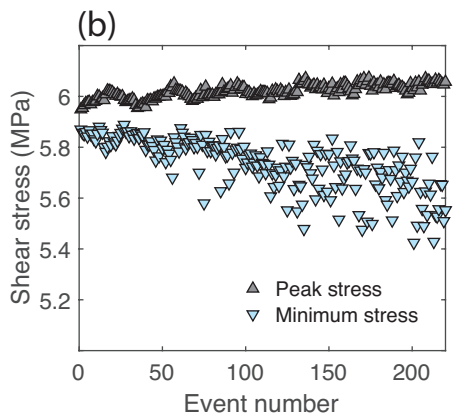 (b)
Shear stress (MPa)
6
5.8
5.6
5.4
5.2
Peak stress
Minimum stress
0
50
100
150
200
Event number